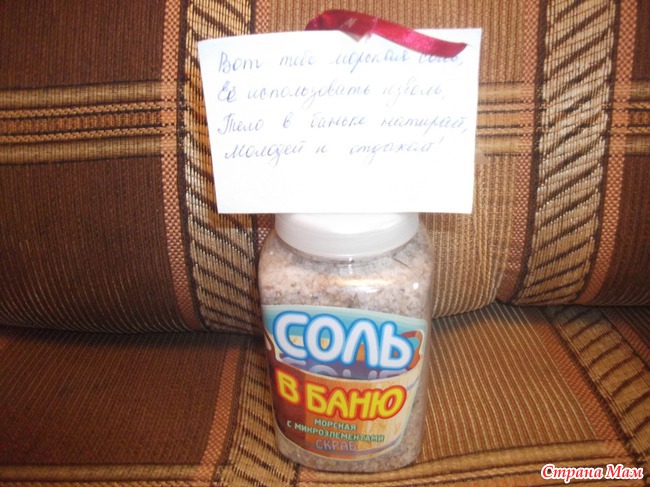 Вот тебе морская соль,
Её использовать изволь,
Тело в баньке натирай,
Молодей и отдыхай!
СОЛЬ
В БАНЮ
МОРСКАЯ
С МИКРОЭЛЕМЕНТАМИ
СКРАБ
Страна Мам